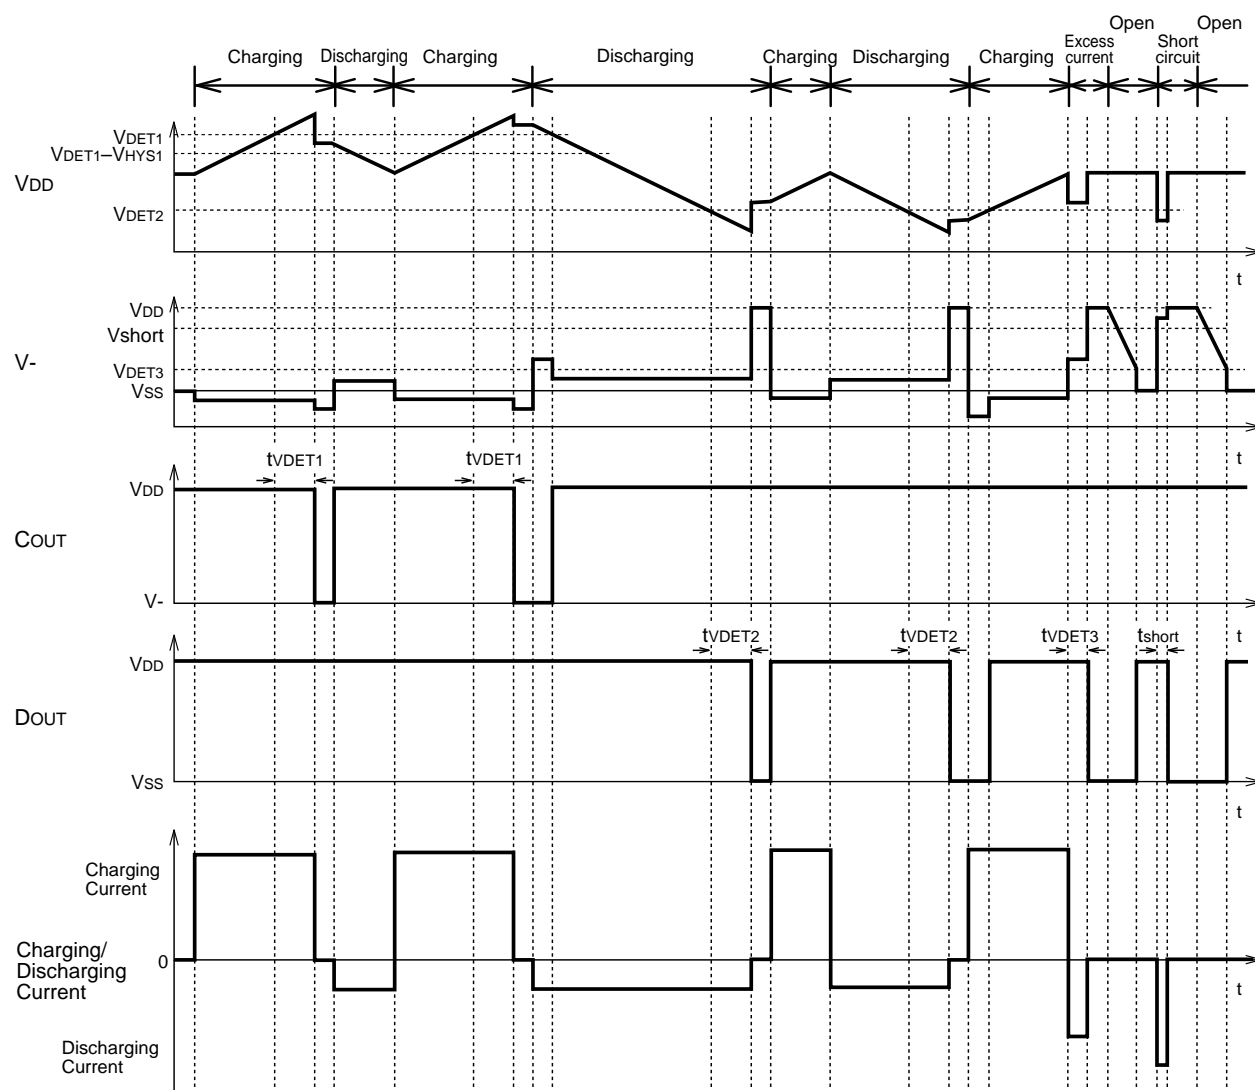 Open Open
Charging Discharging Charging Discharging Charging Discharging Charging Excess Short
current circuit
VDET1
VDET1–VHYS1
VDD
VDET2
t
VDD
Vshort
V-
VDET3
VSS
t
tVDET1 tVDET1
VDD
COUT
V-
t
tVDET2 tVDET2 tVDET3 tshort
VDD
DOUT
VSS
t
Charging
Current
Charging/
Discharging
Current
0
t
Discharging
Current